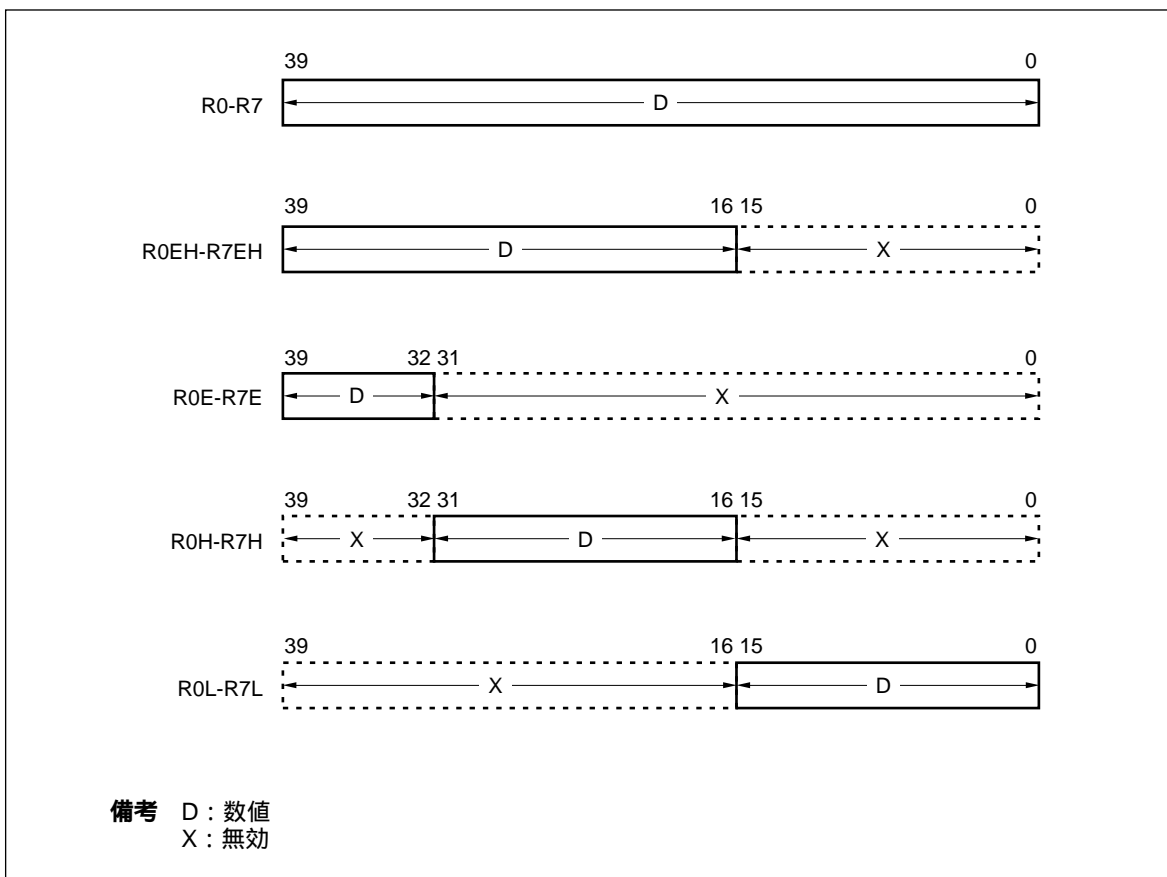 39 0
R0-R7 D
39 16 15 0
R0EH-R7EH D X
39 32 31 0
R0E-R7E D X
39 32 31 16 15 0
R0H-R7H X D X
39 16 15 0
R0L-R7L X D
備考 D：数値
X：無効